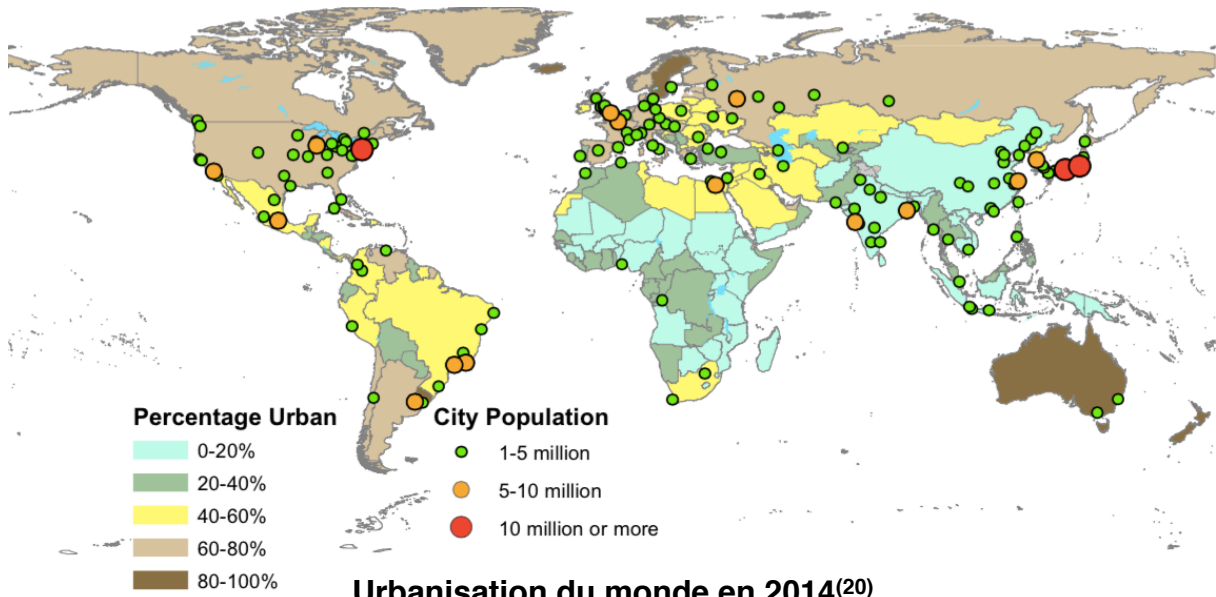 Percentage Urban
0-20%
20-40%
40-60%
60-80%
80-100%
City Population
1-5 million
5-10 million
10 million or more
Urbanisation du monde en 2014(20)